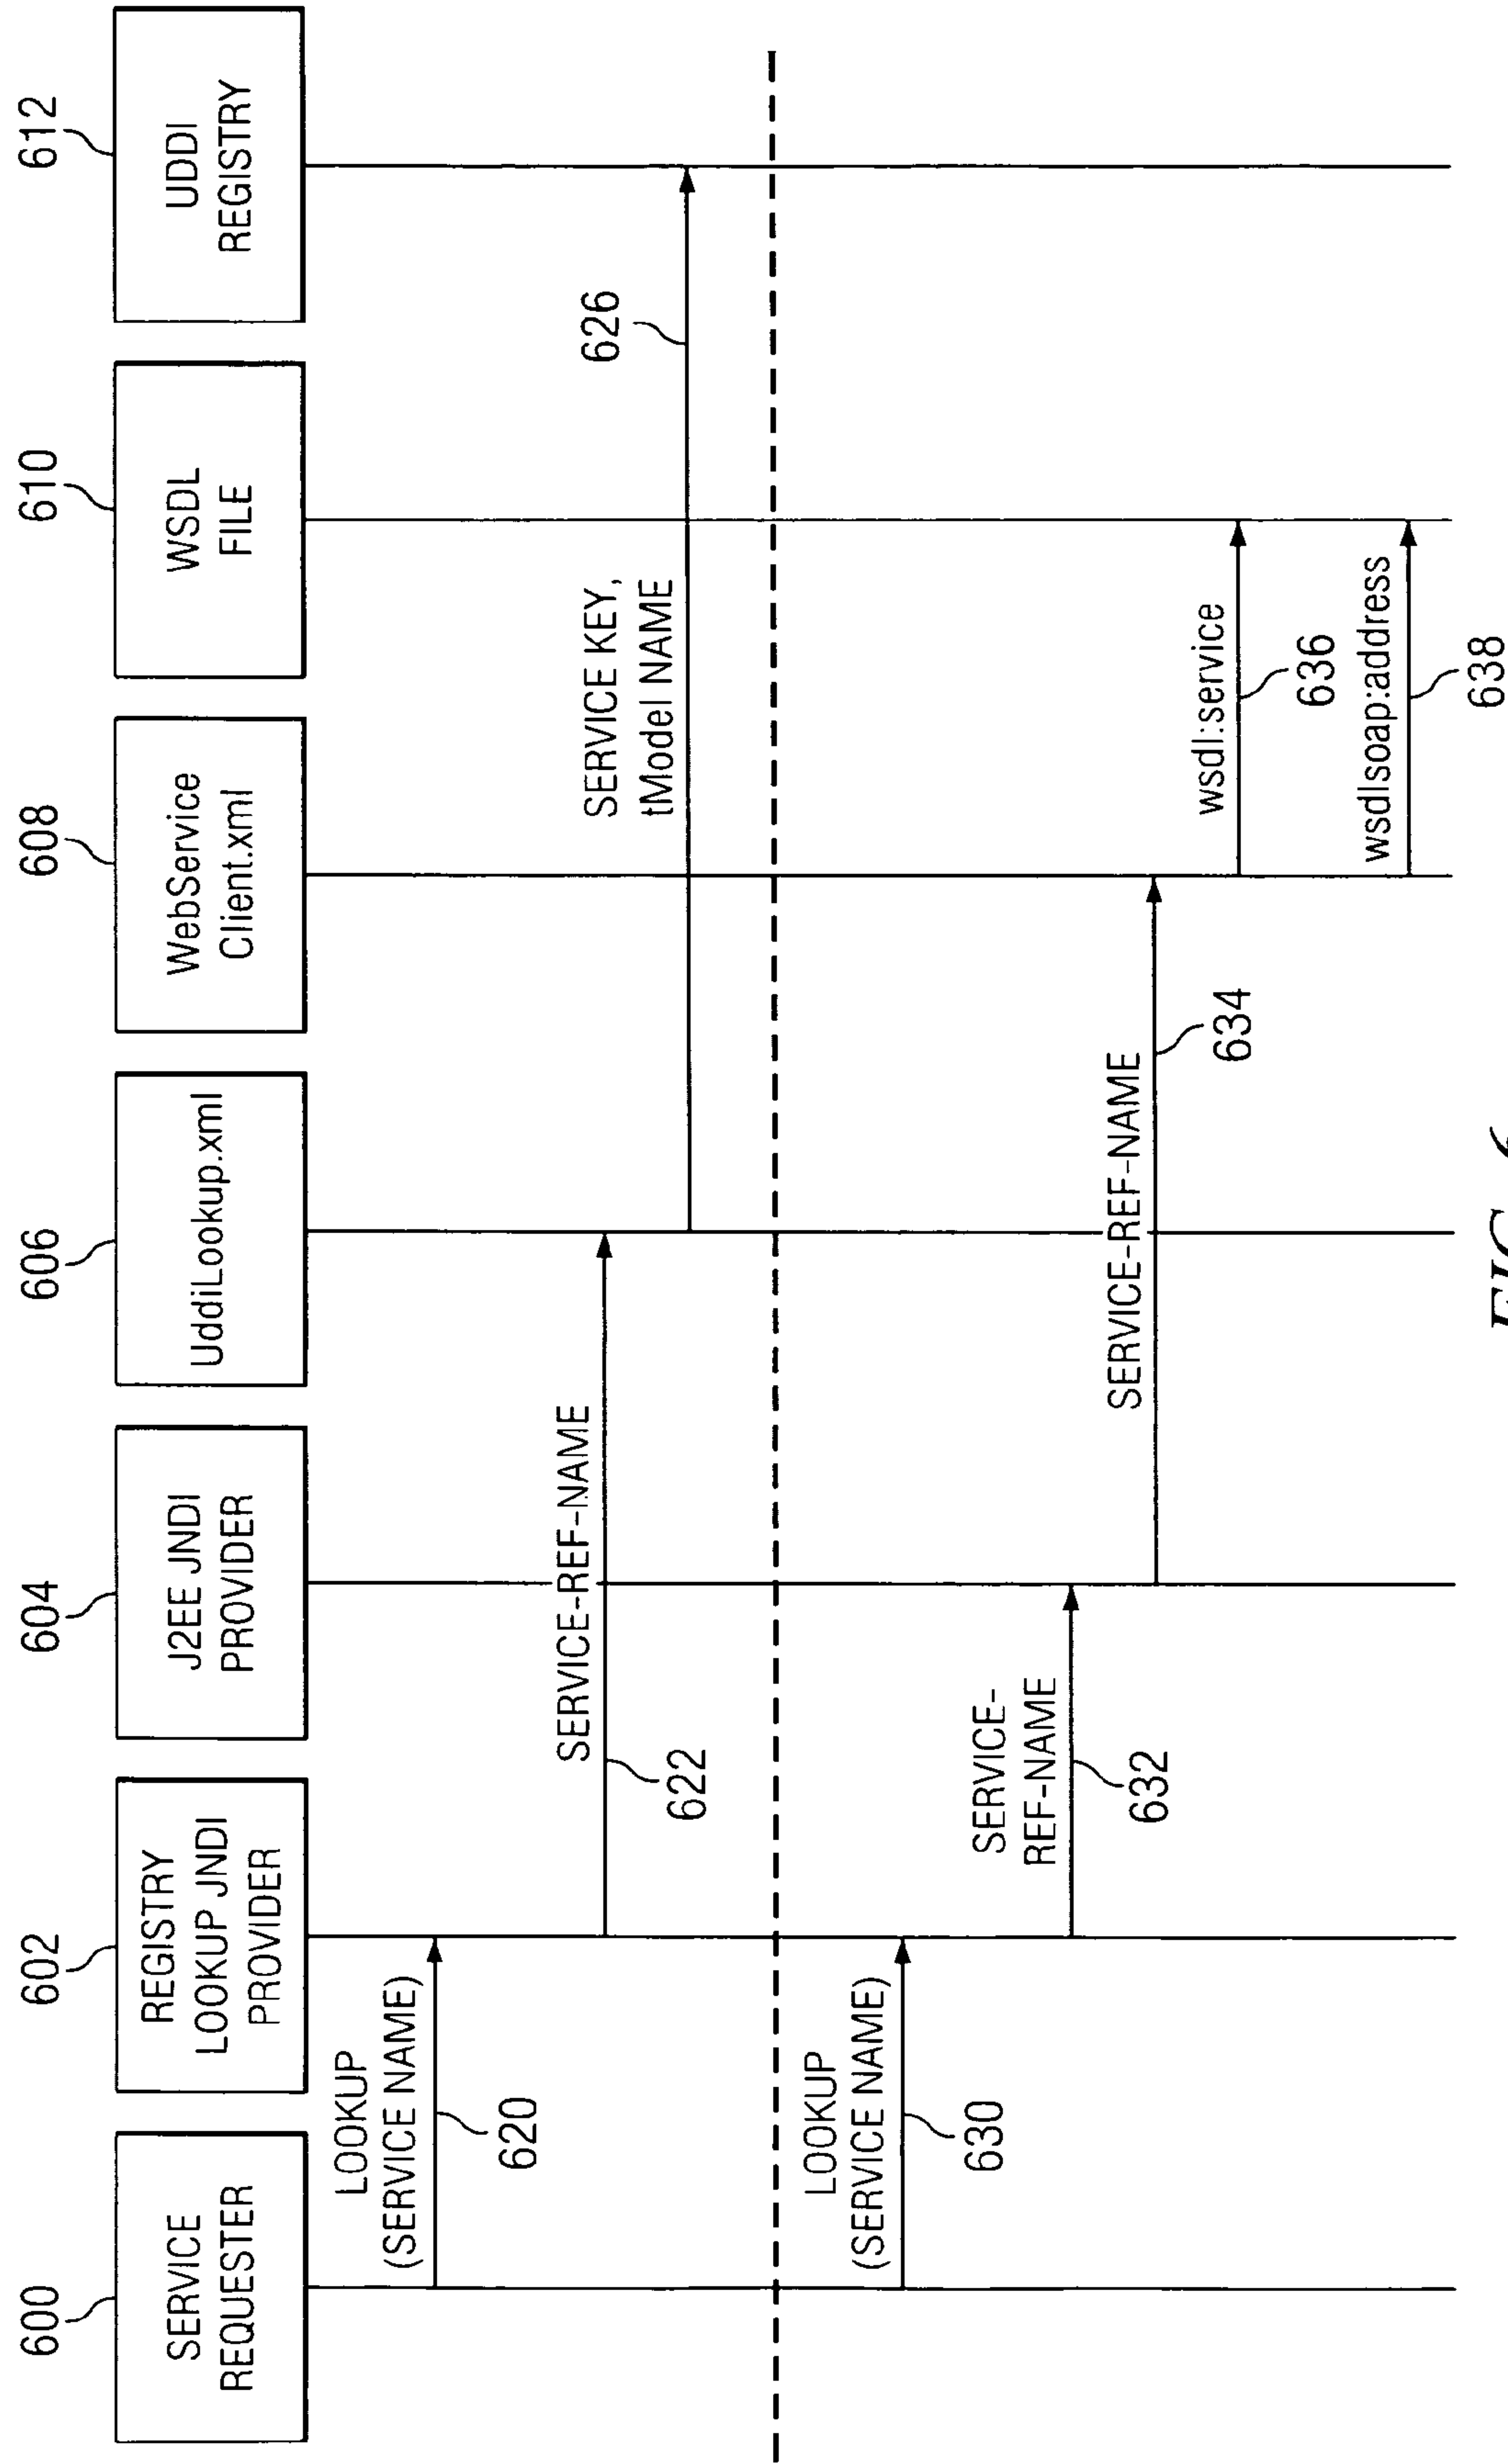 600
602
604
606
608
610
612
SERVICE
REQUESTER
REGISTRY
LOOKUP JNDI
PROVIDER
J2EE JNDI
PROVIDER
UddiLookup.xml
WebService
Client.xml
WSDL
FILE
UDDI
REGISTRY
LOOKUP
(SERVICE NAME)
620
SERVICE-REF-NAME
622
SERVICE KEY,
tModel NAME
626
LOOKUP
(SERVICE NAME)
630
SERVICE-
REF-NAME
632
SERVICE-REF-NAME
634
wsdl:service
636
wsdlsoap:address
638
FIG. 6